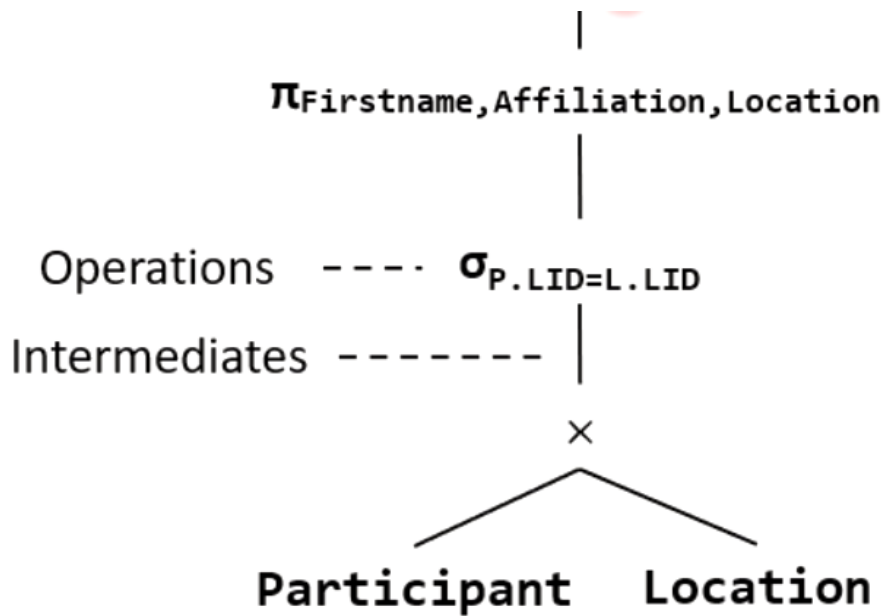 πFirstname,Affiliation,Location
Operations σP.LID=L.LID
Intermediates
×
Participant Location